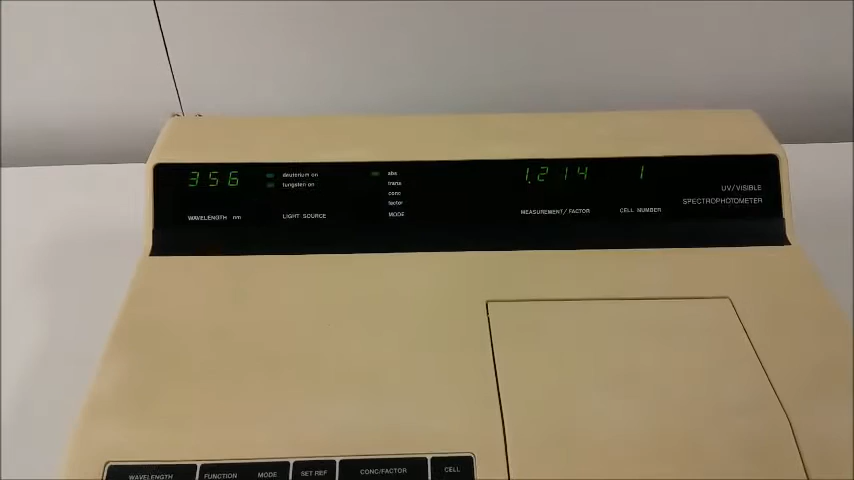 356
deuterium on
tungsten on
WAVELENGTH nm
LIGHT SOURCE
abs
trans
conc
factor
MODE
1.214
1
MEASUREMENT/FACTOR
CELL NUMBER
UV/VISIBLE
SPECTROPHOTOMETER
WAVELENGTH
FUNCTION
MODE
SET REF
CONC/FACTOR
CELL